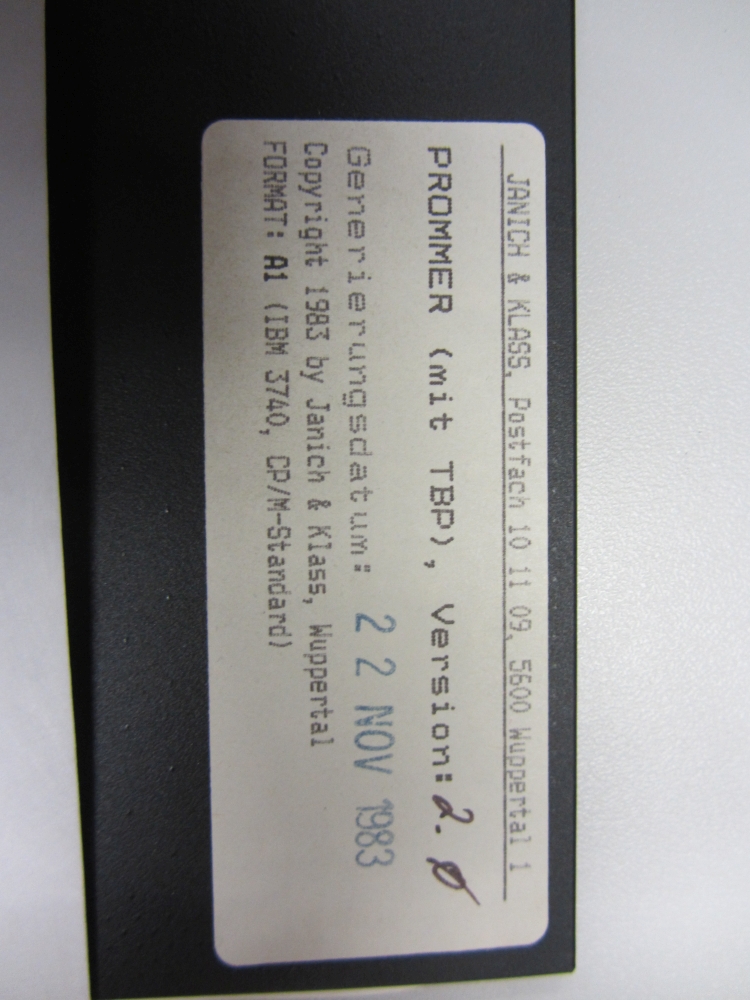 JANICH & KLASS, Postfach 10 11 09, 5600 Wuppertal 1
PROMMER (mit TBP), Version: 2.0
Generierungsdatum: 22 NOV 1983
Copyright 1983 by Janich & Klass, Wuppertal
FORMAT: A1 (IBM 3740, CP/M-Standard)